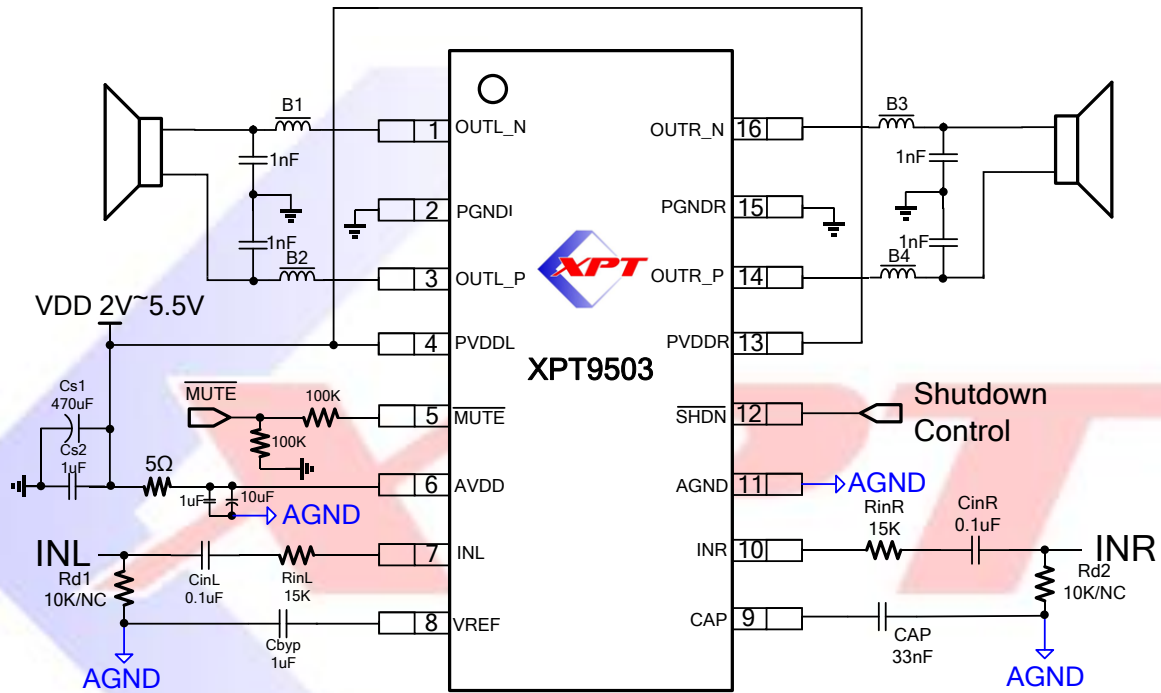 B1
B3
1
OUTL_N
OUTR_N
16
1nF
1nF
2
PGNDI
PGNDR
15
1nF
1nF
B2
B4
3
OUTL_P
OUTR_P
14
XPT
VDD 2V~5.5V
4
PVDDL
PVDDR
13
XPT9503
Cs1
470uF
MUTE
100K
5
MUTE
SHDN
12
Shutdown
Control
100K
Cs2
1uF
5Ω
1uF
10uF
6
AVDD
AGND
11
AGND
AGND
RinR
15K
CinR
0.1uF
INL
7
INL
INR
10
INR
Rd1
10K/NC
CinL
0.1uF
RinL
15K
Rd2
10K/NC
8
VREF
CAP
9
Cbyp
1uF
CAP
33nF
AGND
AGND
XPT